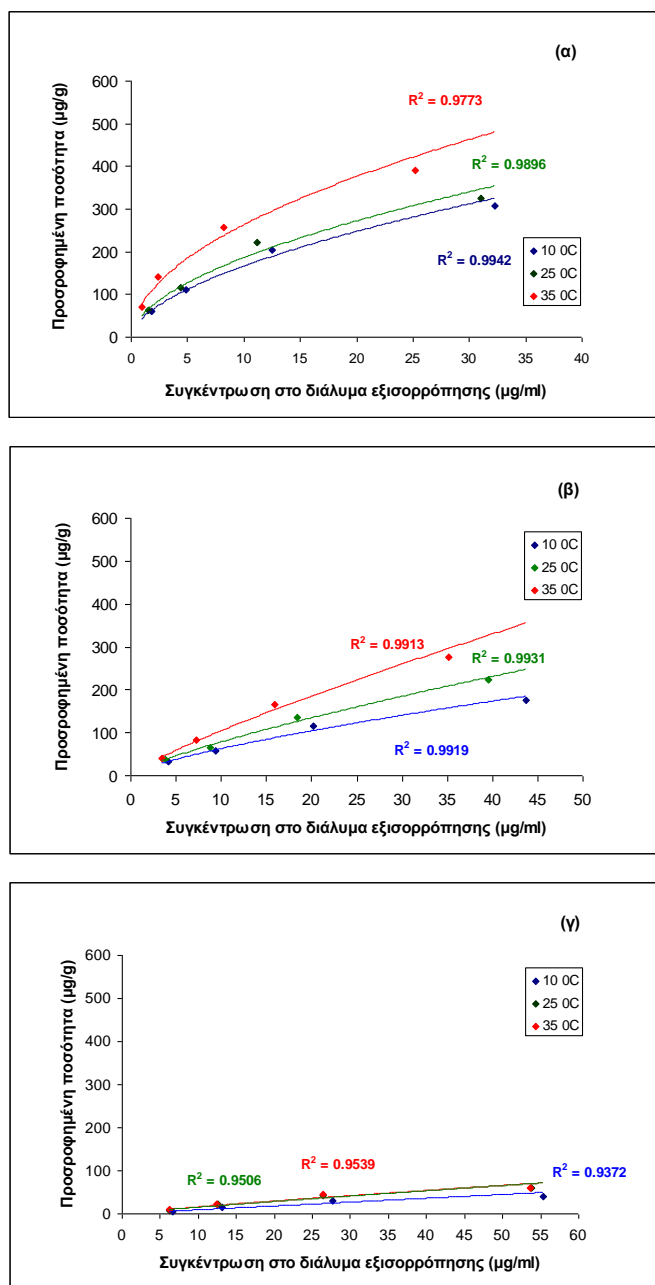 (α)
600
500
400
300
200
100
0
R² = 0.9773
R² = 0.9896
R² = 0.9942
10 0C
25 0C
35 0C
0 5 10 15 20 25 30 35 40
Προσροφημένη ποσότητα (μg/g)
Συγκέντρωση στο διάλυμα εξισορρόπησης (μg/ml)
(β)
600
500
400
300
200
100
0
10 0C
25 0C
35 0C
R² = 0.9913
R² = 0.9931
R² = 0.9919
0 5 10 15 20 25 30 35 40 45 50
Προσροφημένη ποσότητα (μg/g)
Συγκέντρωση στο διάλυμα εξισορρόπησης (μg/ml)
(γ)
600
500
400
300
200
100
0
10 0C
25 0C
35 0C
R² = 0.9506
R² = 0.9539
R² = 0.9372
0 5 10 15 20 25 30 35 40 45 50 55 60
Προσροφημένη ποσότητα (μg/g)
Συγκέντρωση στο διάλυμα εξισορρόπησης (μg/ml)